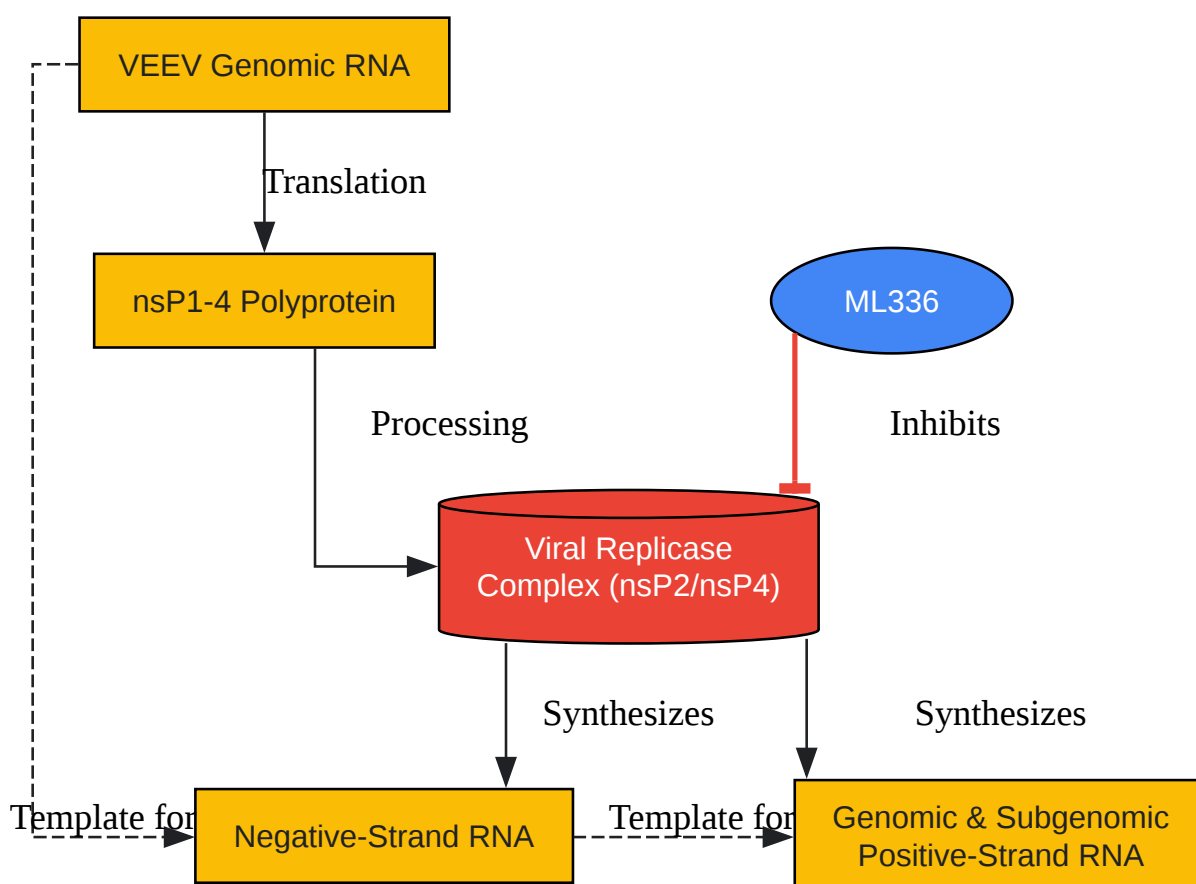 VEEV Genomic RNA
Translation
nsP1-4 Polyprotein
ML336
Processing
Inhibits
Viral Replicase
Complex (nsP2/nsP4)
Synthesizes
Synthesizes
Template for
Negative-Strand RNA
Template for
Genomic & Subgenomic
Positive-Strand RNA